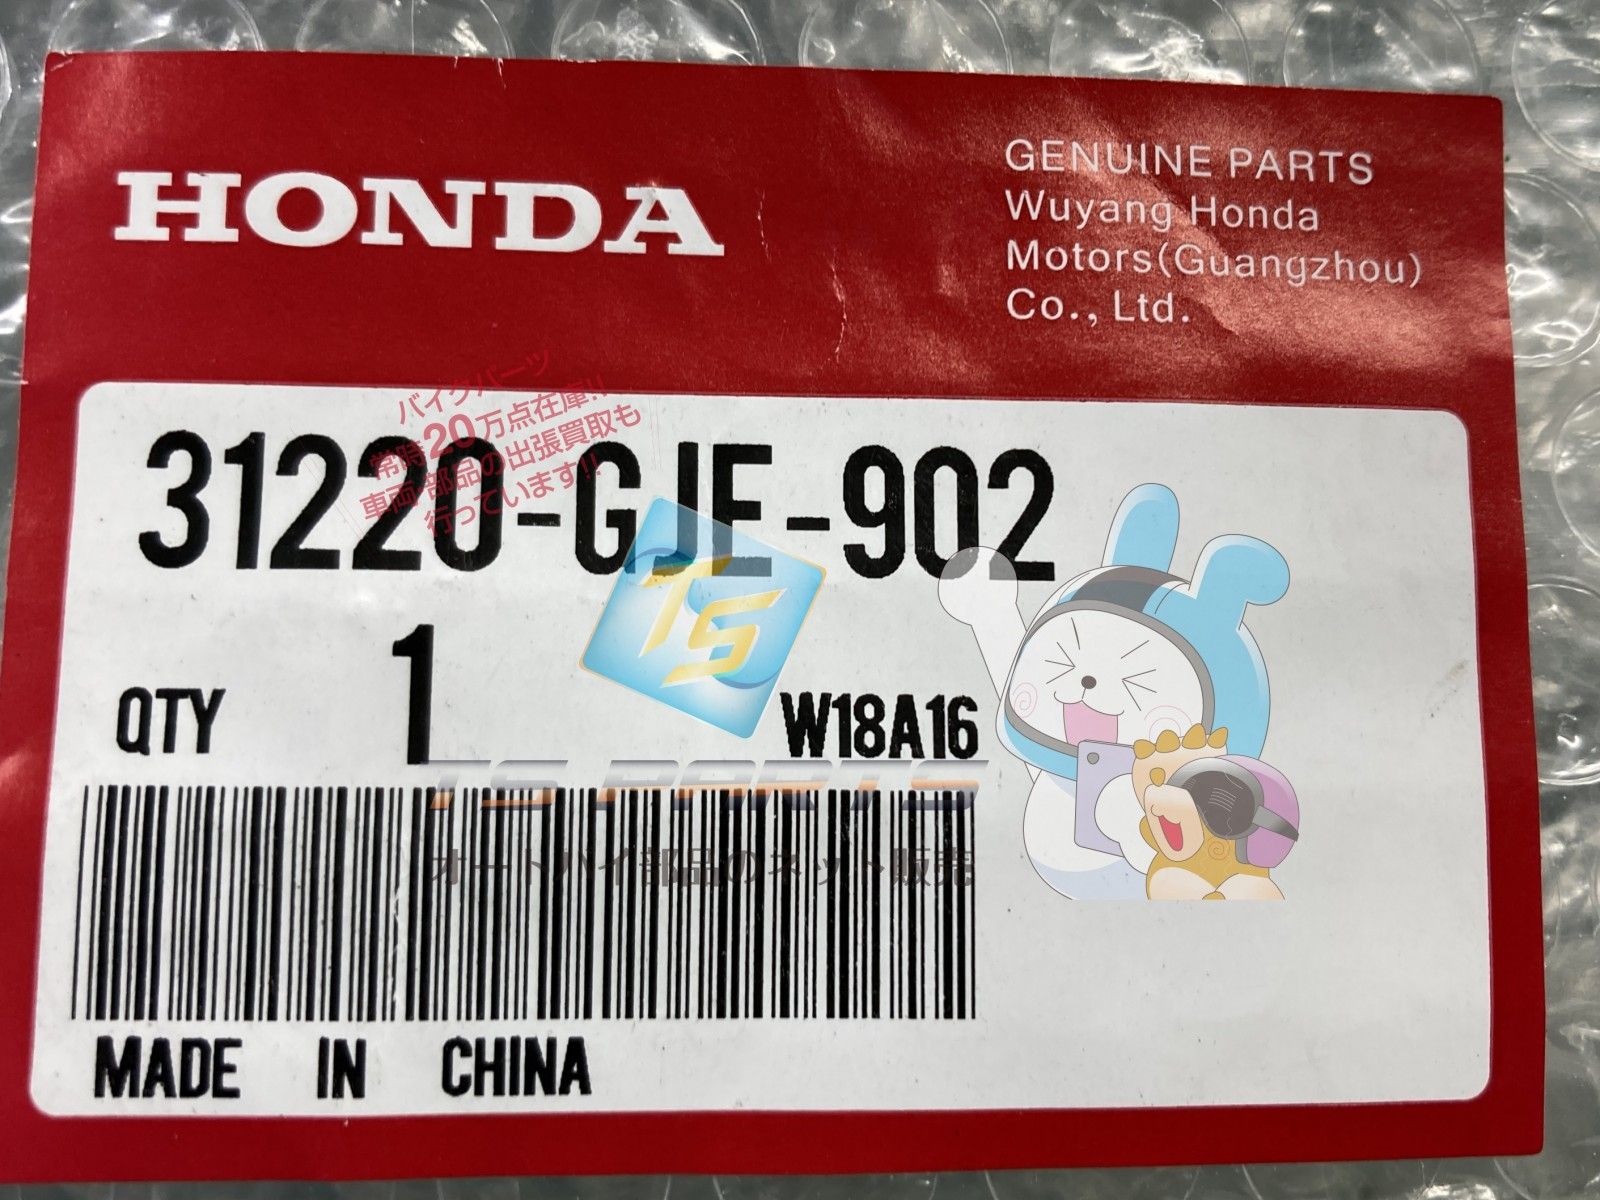 HONDA
GENUINE PARTS
Wuyang Honda
Motors(Guangzhou)
Co., Ltd.
バイクパーツ
常時20万点在庫!!
車両・部品の出張買取も
行っています!!
31220-GJE-902
TS
QTY 1 W18A16
TS PARTS
オートバイ部品のネット販売
MADE IN CHINA